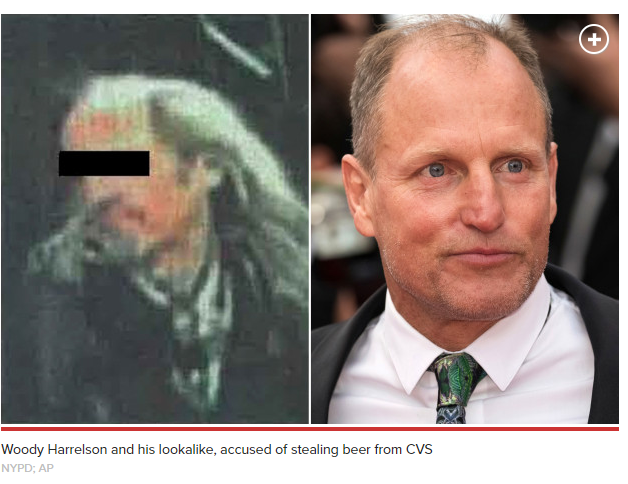 Woody Harrelson and his lookalike, accused of stealing beer from CVS
NYPD; AP